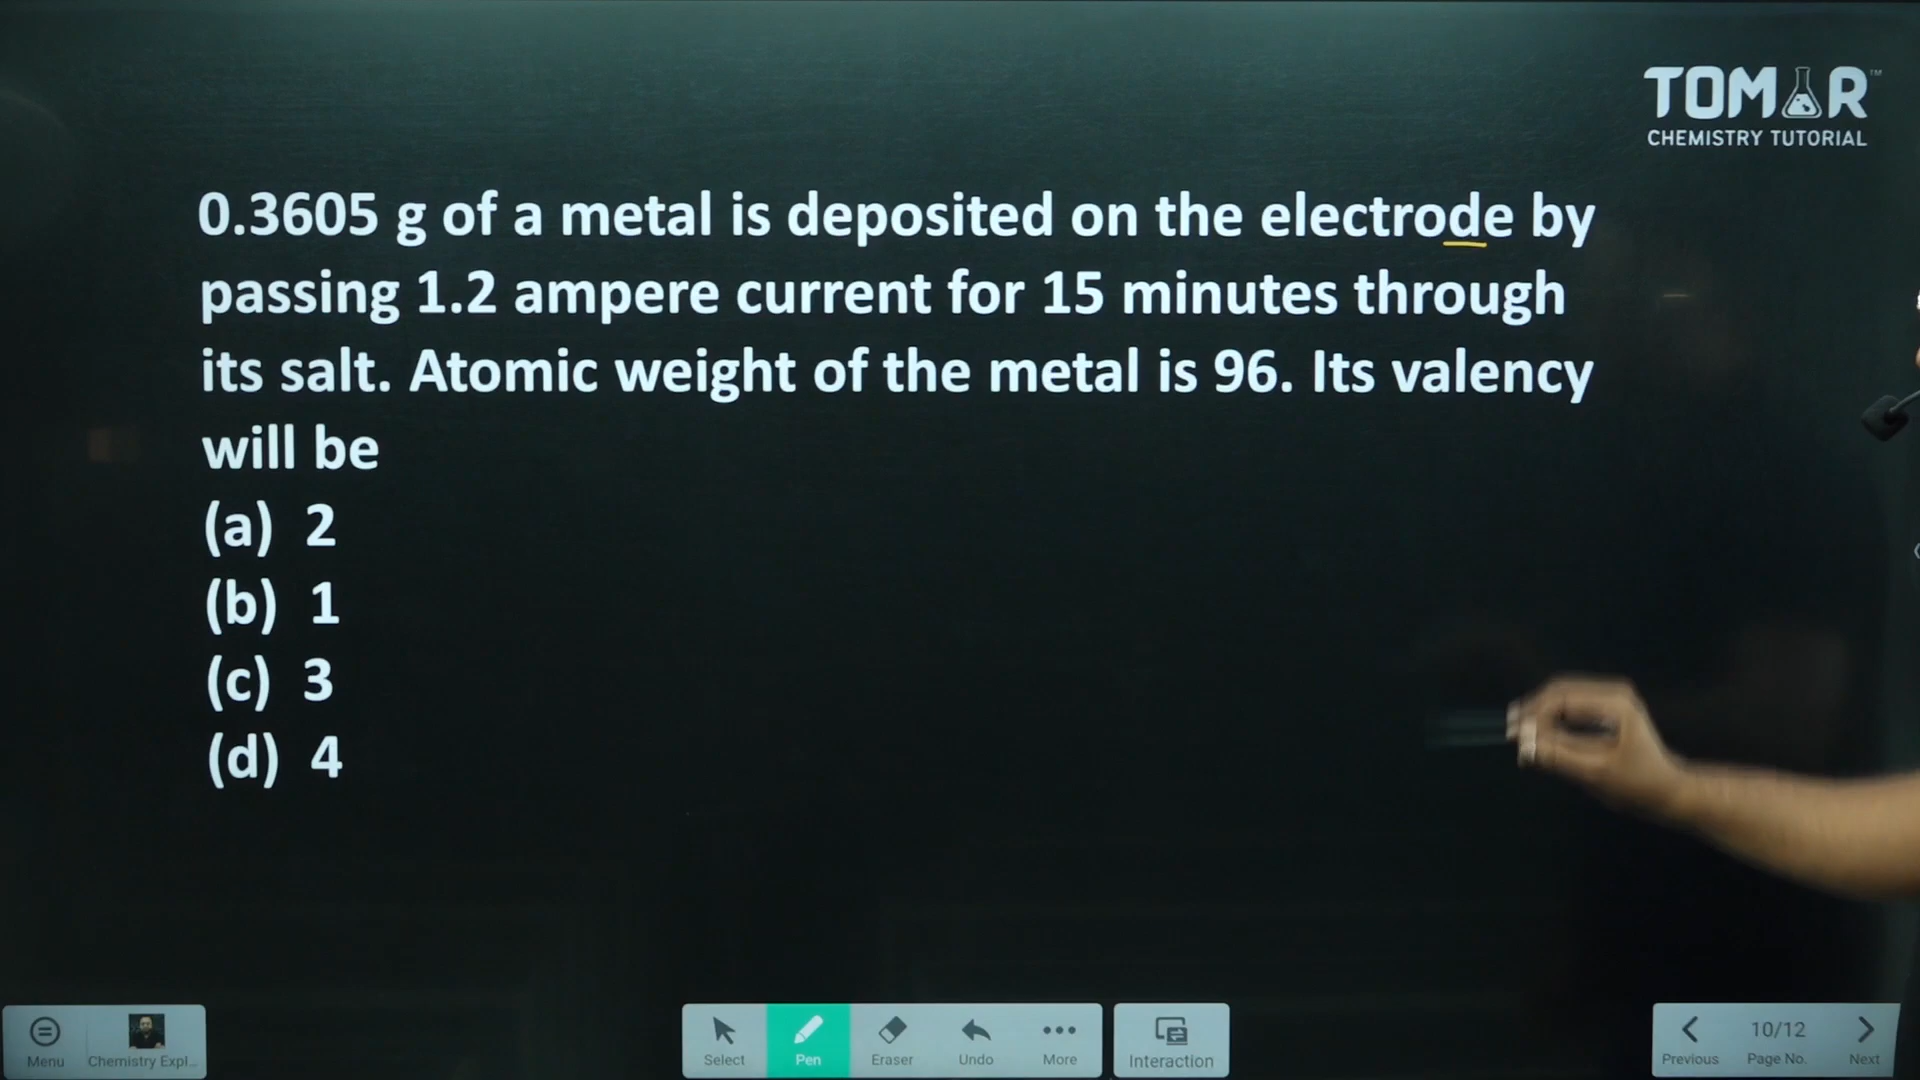 TOMAR™
CHEMISTRY TUTORIAL
0.3605 g of a metal is deposited on the electrode by
passing 1.2 ampere current for 15 minutes through
its salt. Atomic weight of the metal is 96. Its valency
will be
(a) 2
(b) 1
(c) 3
(d) 4
Menu
Chemistry Expl...
Select
Pen
Eraser
Undo
More
Interaction
Previous
10/12
Page No.
Next